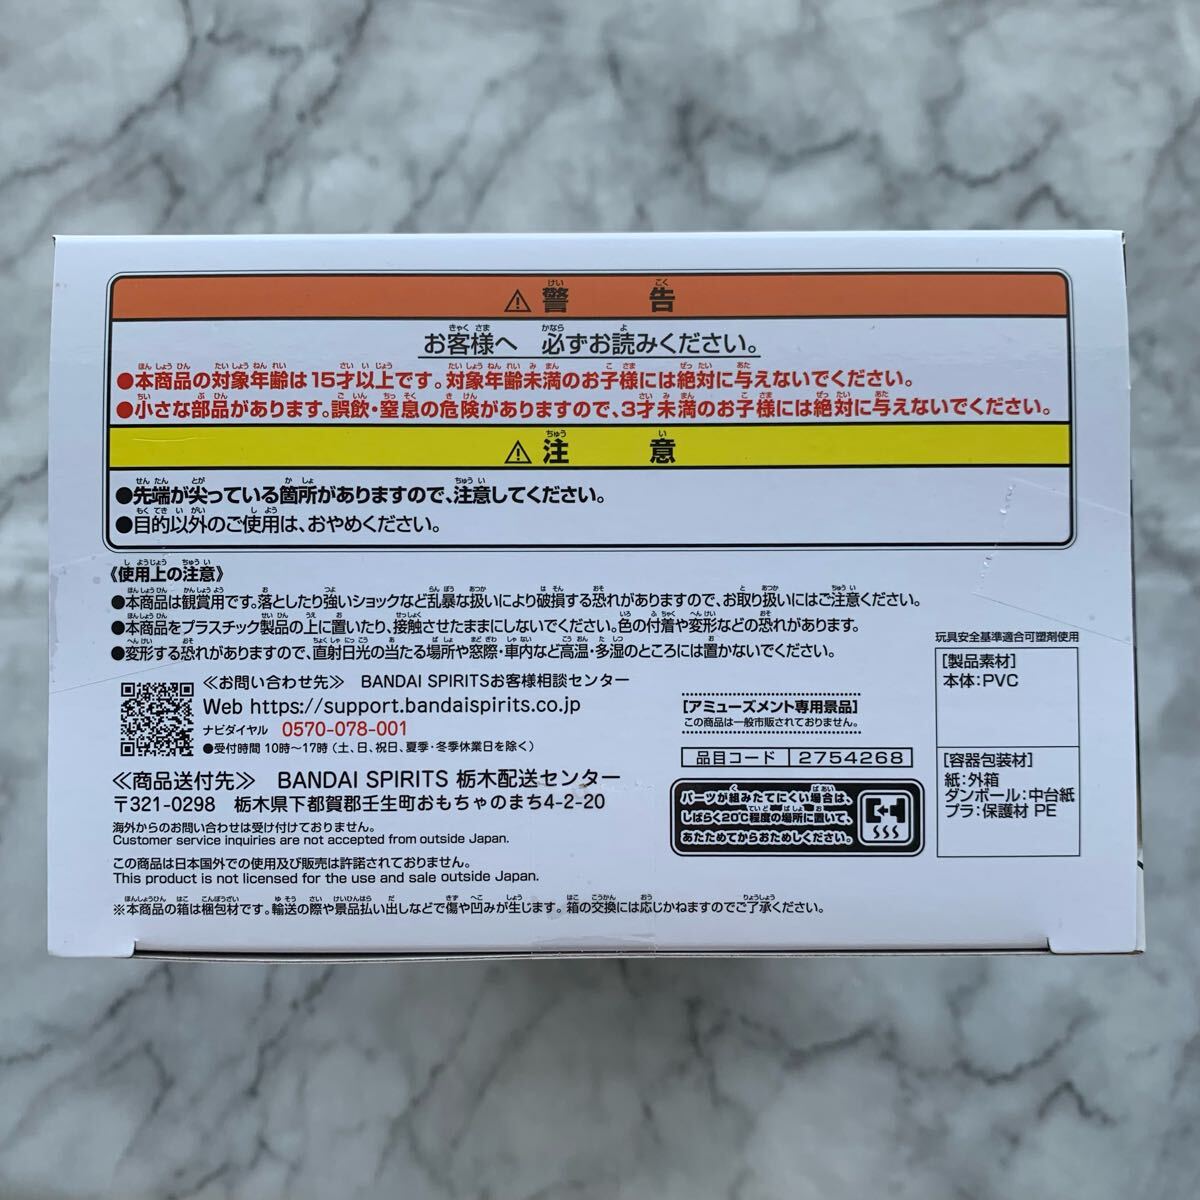 ⚠警告
お客様へ 必ずお読みください。
●本商品の対象年齢は15才以上です。対象年齢未満のお子様には絶対に与えないでください。
●小さな部品があります。誤飲・窒息の危険がありますので、3才未満のお子様には絶対に与えないでください。
⚠注意
●先端が尖っている箇所がありますので、注意してください。
●目的以外のご使用は、おやめください。
《使用上の注意》
●本商品は観賞用です。落としたり強いショックなど乱暴な扱いにより破損する恐れがありますので、お取り扱いにはご注意ください。
●本商品をプラスチック製品の上に置いたり、接触させたままにしないでください。色の付着や変形などの恐れがあります。
●変形する恐れがありますので、直射日光の当たる場所や窓際・車内など高温・多湿のところには置かないでください。
≪お問い合わせ先≫ BANDAI SPIRITSお客様相談センター
Web https://support.bandaispirits.co.jp
ナビダイヤル 0570-078-001
●受付時間 10時～17時(土、日、祝日、夏季・冬季休業日を除く)
≪商品送付先≫ BANDAI SPIRITS 栃木配送センター
〒321-0298 栃木県下都賀郡壬生町おもちゃのまち4-2-20
海外からのお問い合わせは受け付けておりません。
Customer service inquiries are not accepted from outside Japan.
この商品は日本国外での使用及び販売は許諾されておりません。
This product is not licensed for the use and sale outside Japan.
※本商品の箱は梱包材です。輸送の際や景品払い出しなどで傷や凹みが生じます。箱の交換には応じかねますのでご了承ください。
[アミューズメント専用景品]
この商品は一般市販されておりません。
品目コード 2754268
パーツが組みたてにくい場合は、
しばらく20℃程度の場所に置いて、
あたためてからおためしください。
玩具安全基準適合可塑剤使用
[製品素材]
本体:PVC
[容器包装材]
紙:外箱
ダンボール:中台紙
プラ:保護材 PE